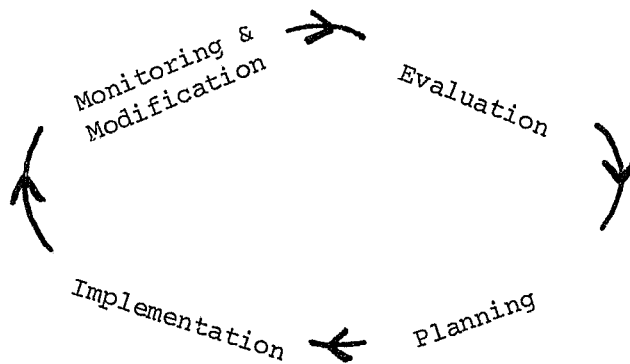 Monitoring &
Modification
Evaluation
Planning
Implementation